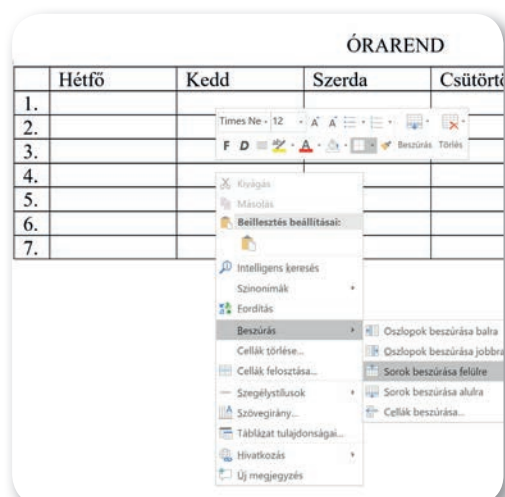 ÓRAREND
Hétfő Kedd Szerda
1.
2.
3.
4.
5.
6.
7.
Times Ne 12 A A
F D A Beszúrás Törlés
Kivágás
Másolás
Beillesztés beállításai:
Intelligens keresés
Szinonimák
Fordítás
Beszúrás
Cellák törlése...
Cellák felosztása...
Szegélystílusok
Szövegirány...
Táblázat tulajdonságai...
Hivatkozás
Új megjegyzés
Oszlopok beszúrása balra
Oszlopok beszúrása jobbra
Sorok beszúrása felülre
Sorok beszúrása alulra
Cellák beszúrása...